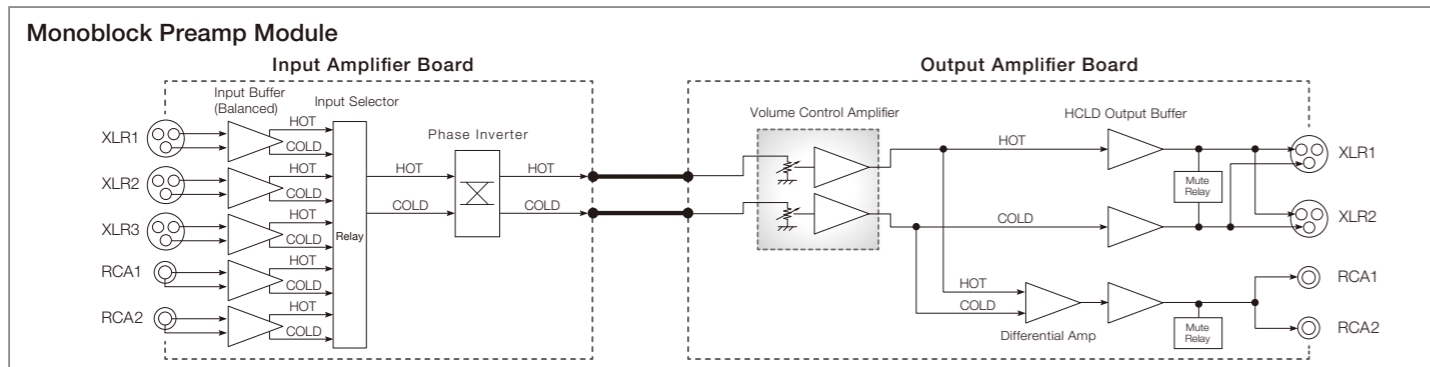 Monoblock Preamp Module
Input Amplifier Board
Output Amplifier Board
Input Buffer
(Balanced)
Input Selector
Phase Inverter
Volume Control Amplifier
HCLD Output Buffer
XLR1
HOT
COLD
XLR2
HOT
COLD
XLR3
HOT
COLD
RCA1
HOT
COLD
RCA2
HOT
COLD
Relay
HOT
COLD
HOT
COLD
HOT
COLD
HOT
COLD
Differential Amp
Mute
Relay
Mute
Relay
XLR1
XLR2
RCA1
RCA2